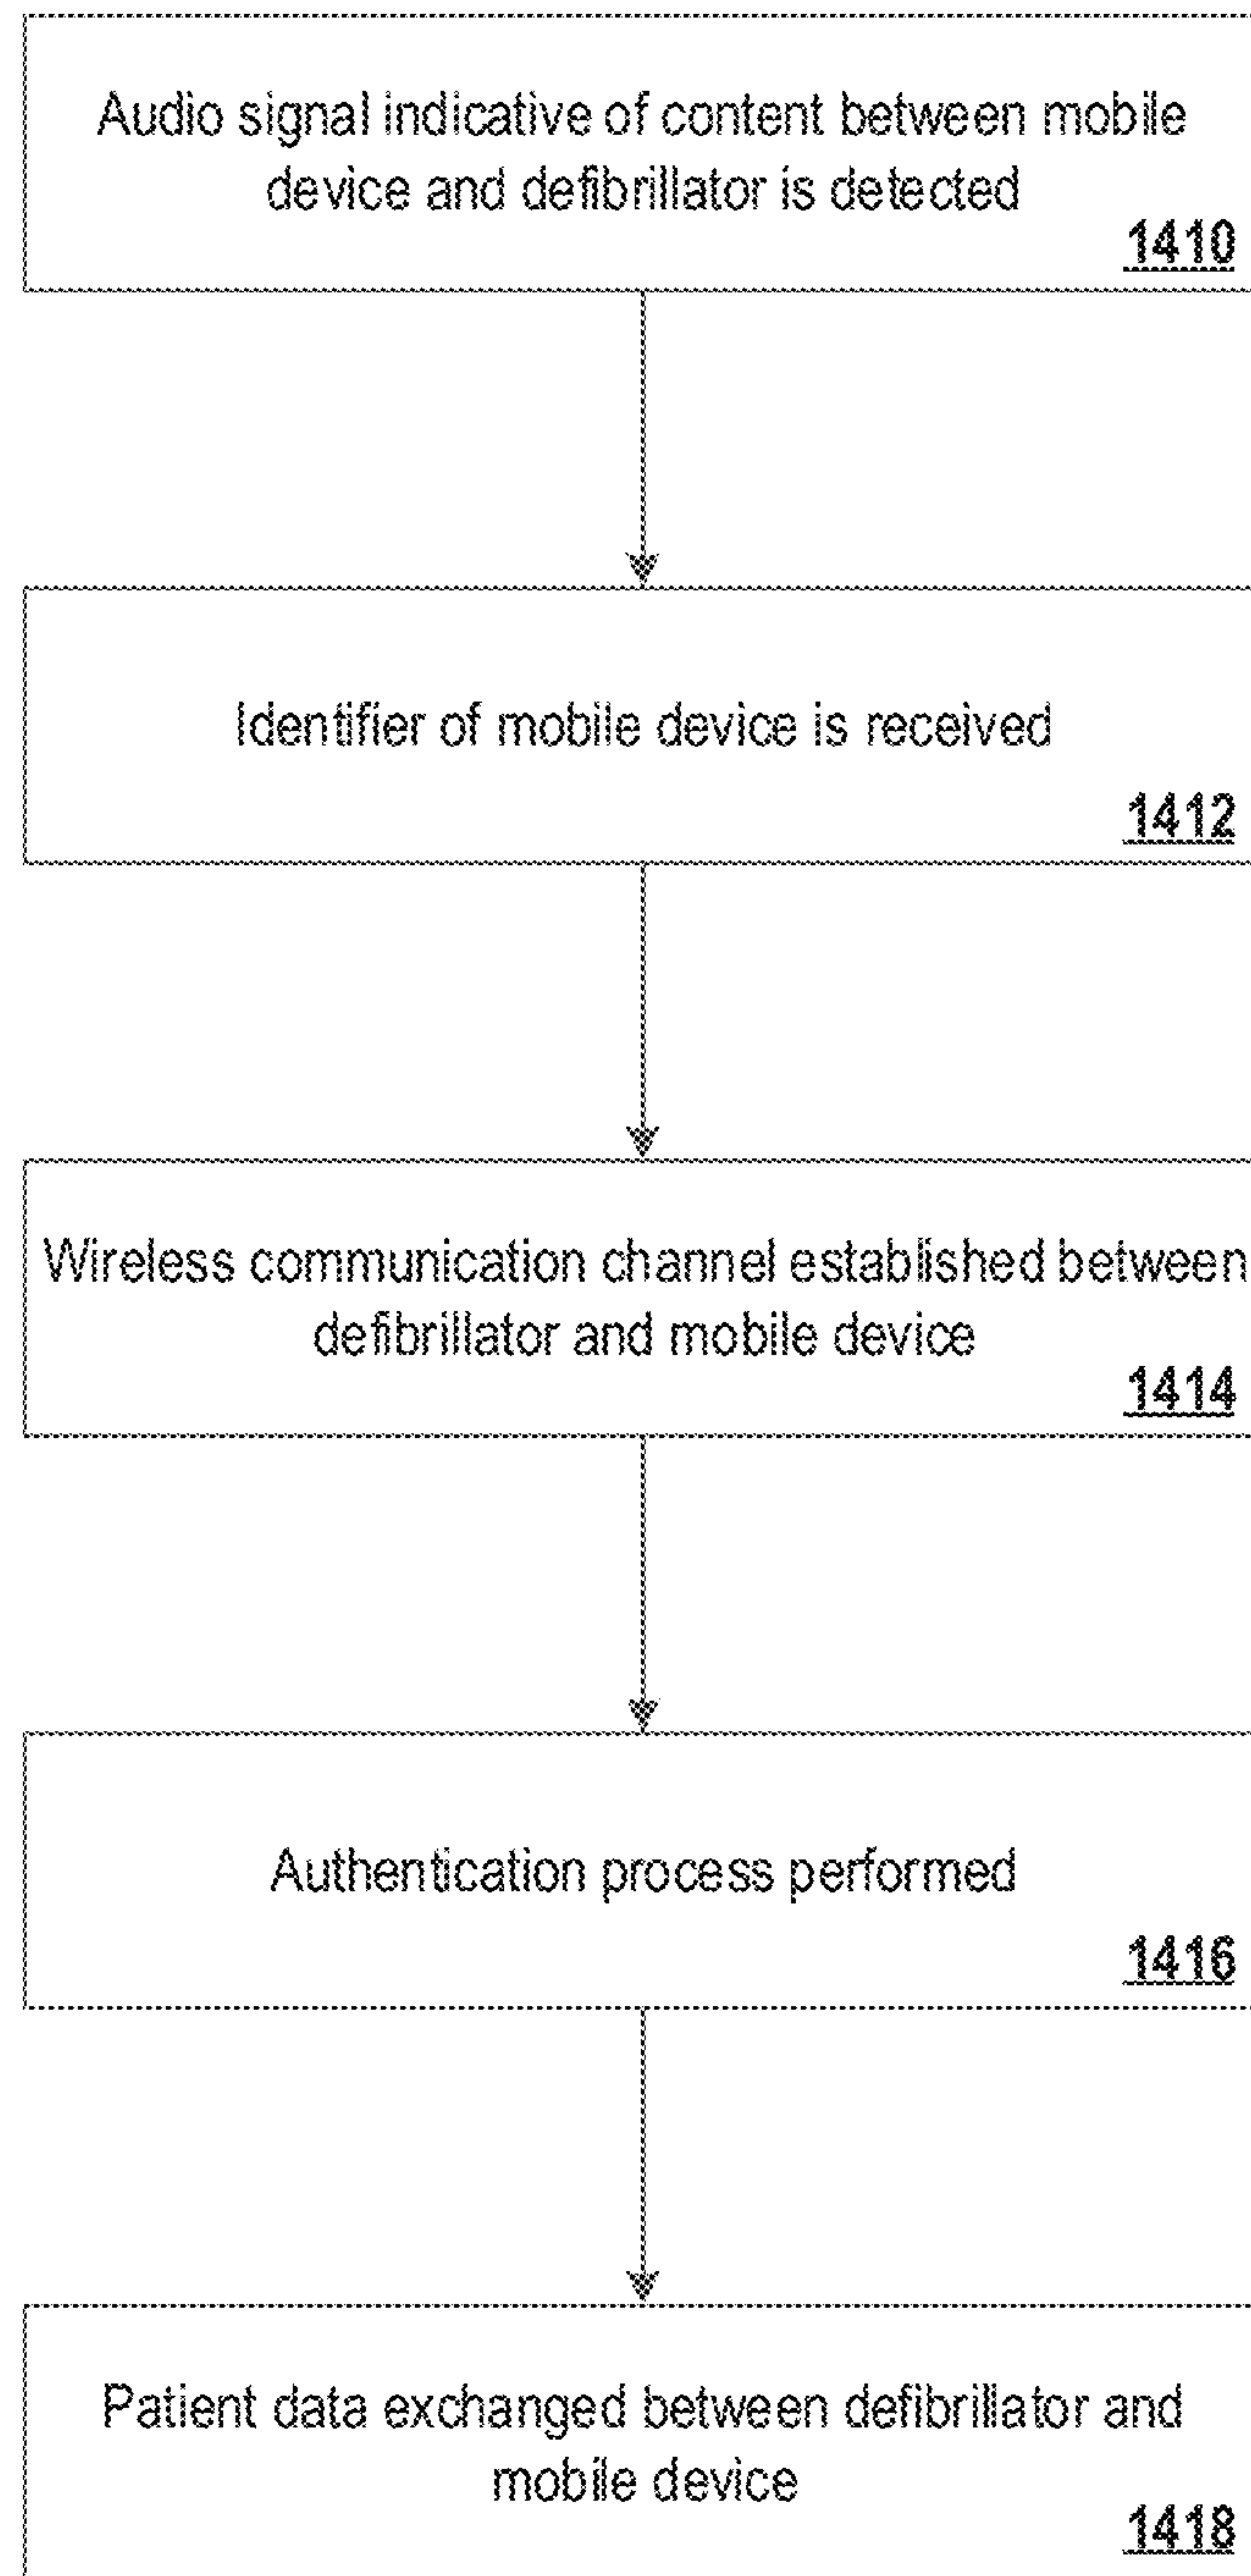 Audio signal indicative of content between mobile
device and defibrillator is detected
1410
Identifier of mobile device is received
1412
Wireless communication channel established between
defibrillator and mobile device
1414
Authentication process performed
1416
Patient data exchanged between defibrillator and
mobile device
1418